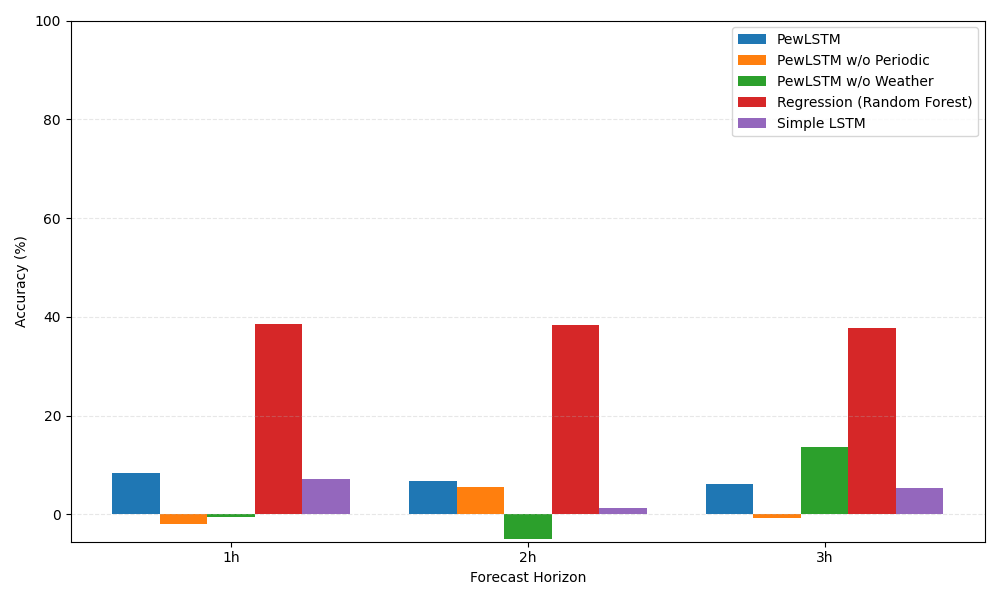 100
80
60
40
20
0
Accuracy (%)
1h
2h
3h
Forecast Horizon
PewLSTM
PewLSTM w/o Periodic
PewLSTM w/o Weather
Regression (Random Forest)
Simple LSTM